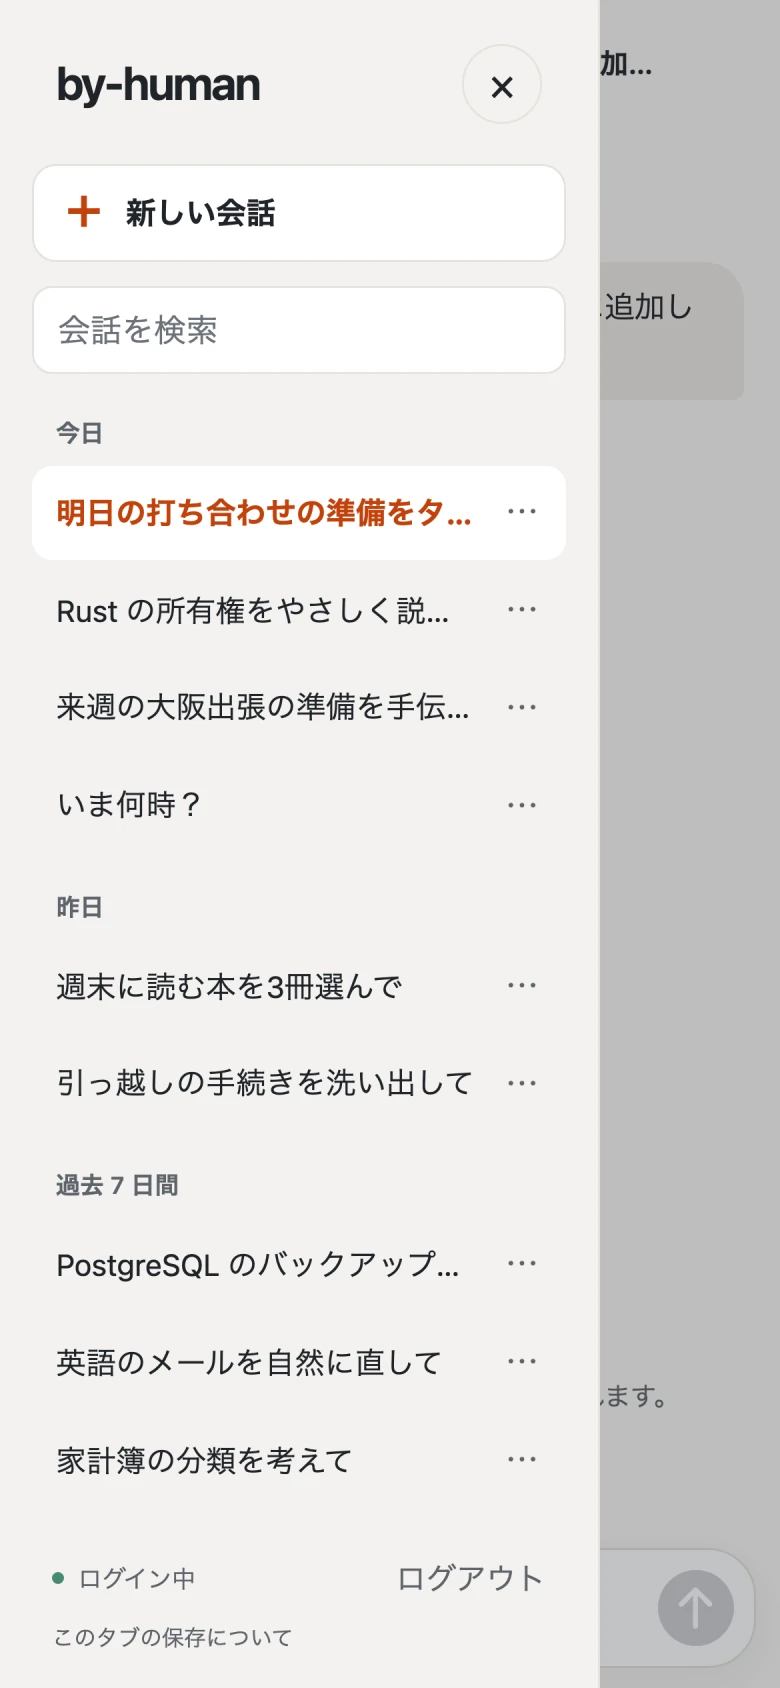 by-human
加...
新しい会話
会話を検索
追加し
今日
明日の打ち合わせの準備をタ...
Rust の所有権をやさしく説...
来週の大阪出張の準備を手伝...
いま何時？
昨日
週末に読む本を3冊選んで
引っ越しの手続きを洗い出して
過去 7 日間
PostgreSQL のバックアップ...
英語のメールを自然に直して
します。
家計簿の分類を考えて
ログイン中
ログアウト
このタブの保存について